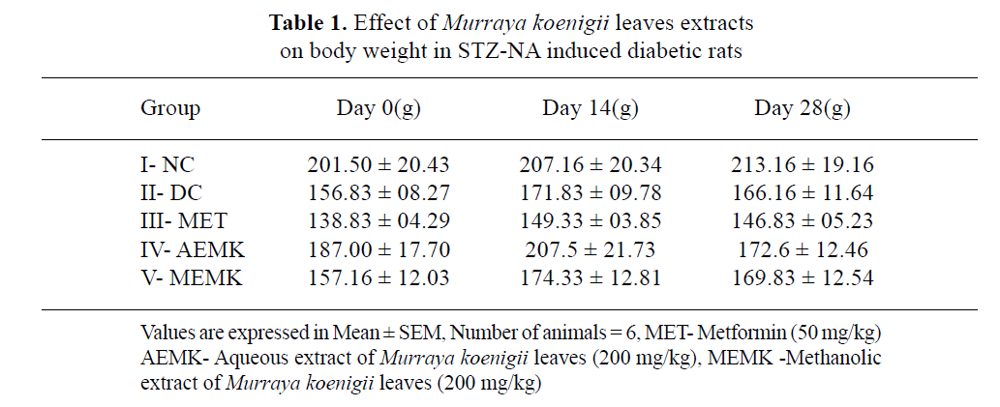 Table 1. Effect of Murraya koenigii leaves extracts
on body weight in STZ-NA induced diabetic rats
Group Day 0(g) Day 14(g) Day 28(g)
I- NC 201.50 ± 20.43 207.16 ± 20.34 213.16 ± 19.16
II- DC 156.83 ± 08.27 171.83 ± 09.78 166.16 ± 11.64
III- MET 138.83 ± 04.29 149.33 ± 03.85 146.83 ± 05.23
IV- AEMK 187.00 ± 17.70 207.5 ± 21.73 172.6 ± 12.46
V- MEMK 157.16 ± 12.03 174.33 ± 12.81 169.83 ± 12.54
Values are expressed in Mean ± SEM, Number of animals = 6, MET- Metformin (50 mg/kg)
AEMK- Aqueous extract of Murraya koenigii leaves (200 mg/kg), MEMK -Methanolic
extract of Murraya koenigii leaves (200 mg/kg)